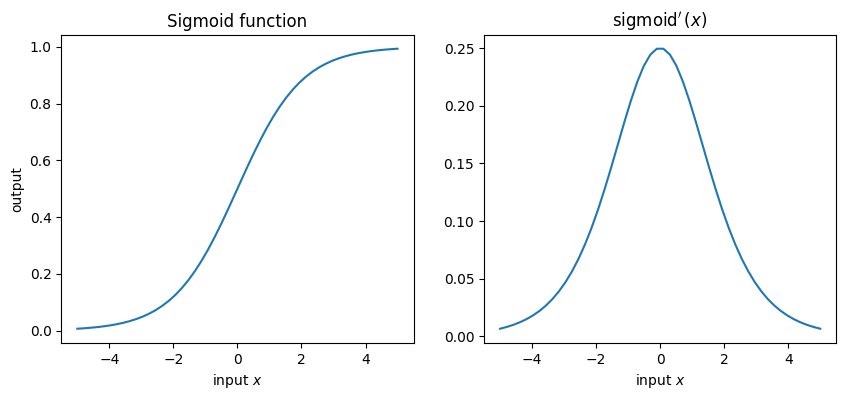 Sigmoid function
1.0
0.8
0.6
0.4
0.2
0.0
output
−4 −2 0 2 4
input x
sigmoid′(x)
0.25
0.20
0.15
0.10
0.05
0.00
−4 −2 0 2 4
input x